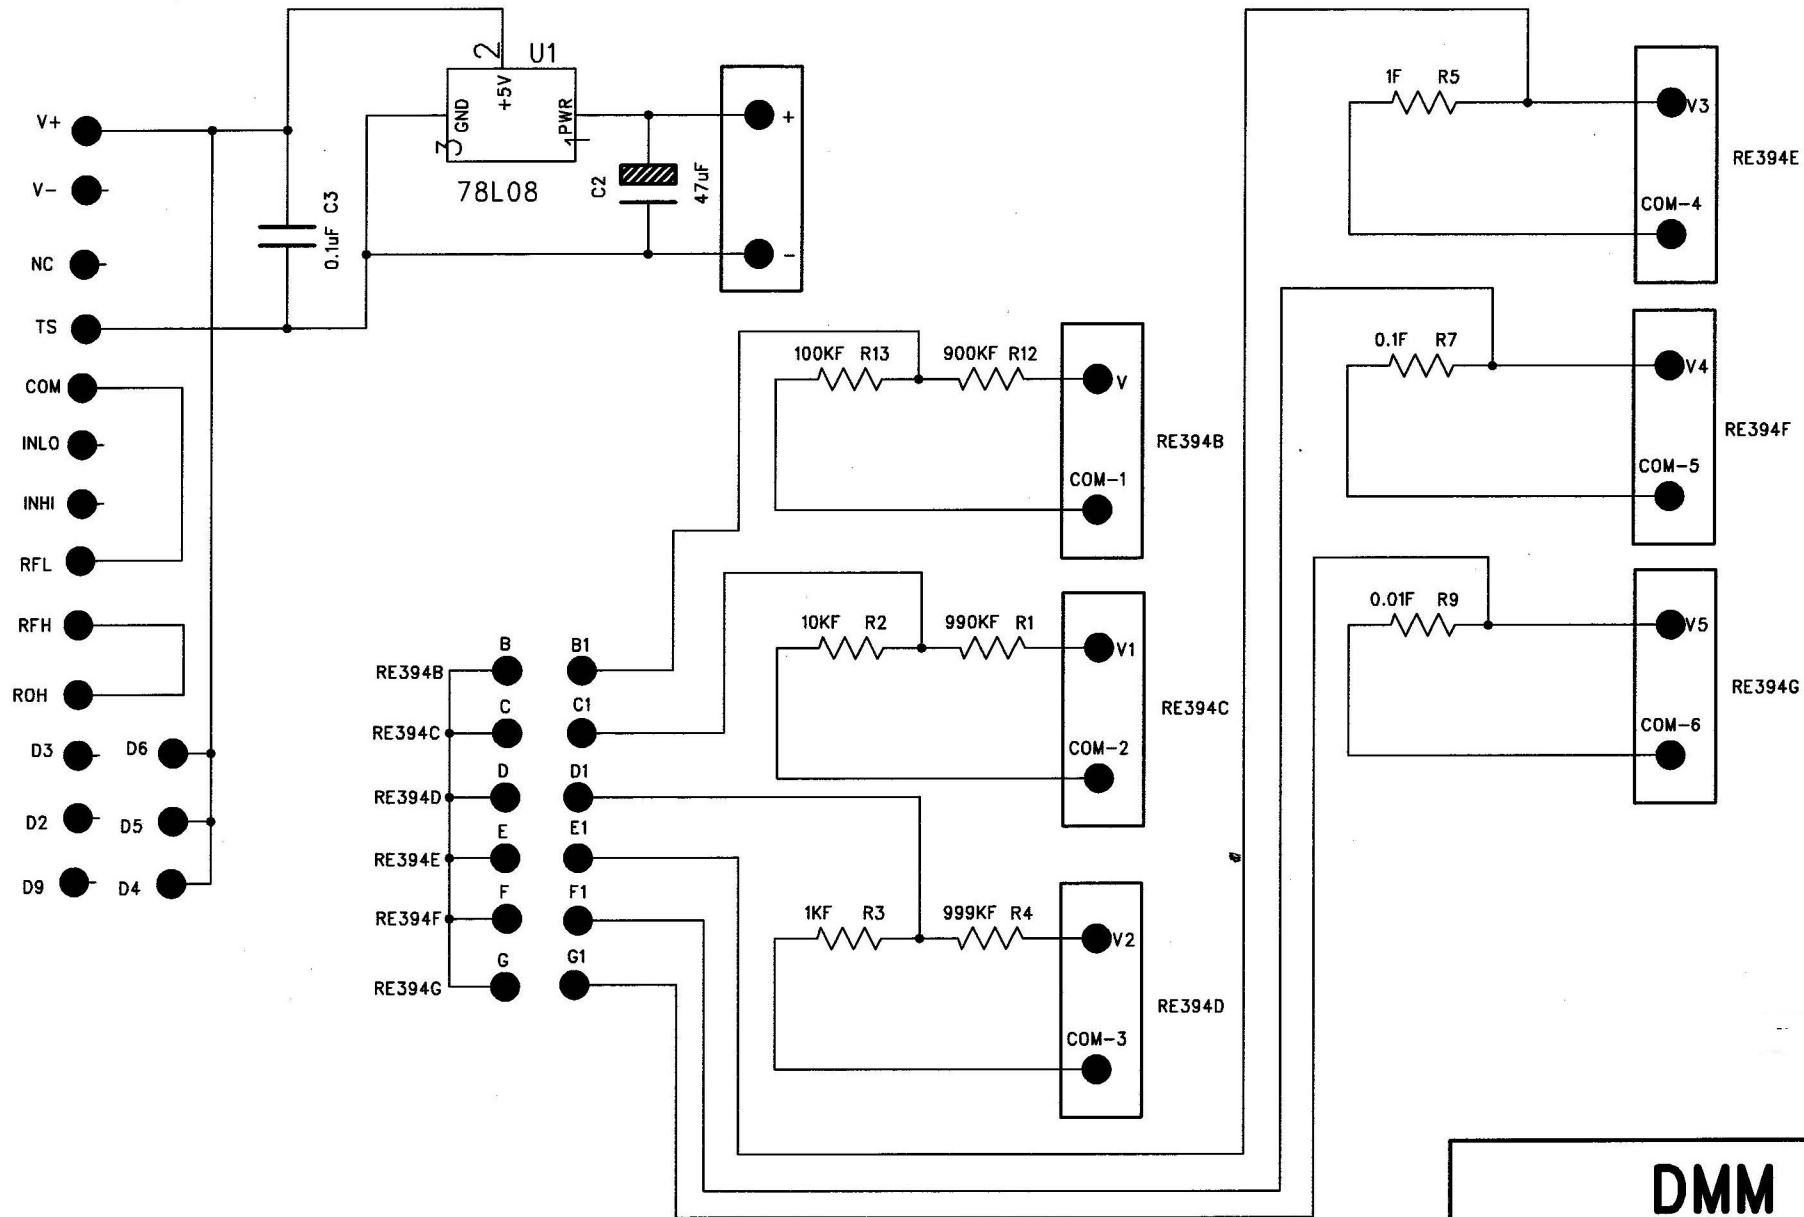 V+
V-
NC
TS
COM
INLO
INHI
RFL
RFH
ROH
D3 D6
D2 D5
D9 D4
2 U1
+5V
GND
PWR
3
1
78L08
C3
0.1uF
C2
47uF
+
-
RE394B B B1
RE394C C C1
RE394D D D1
RE394E E E1
RE394F F F1
RE394G G G1
100KF R13 900KF R12
V
COM-1
RE394B
10KF R2 990KF R1
V1
COM-2
RE394C
1KF R3 999KF R4
V2
COM-3
RE394D
1F R5
V3
COM-4
RE394E
0.1F R7
V4
COM-5
RE394F
0.01F R9
V5
COM-6
RE394G
DMM